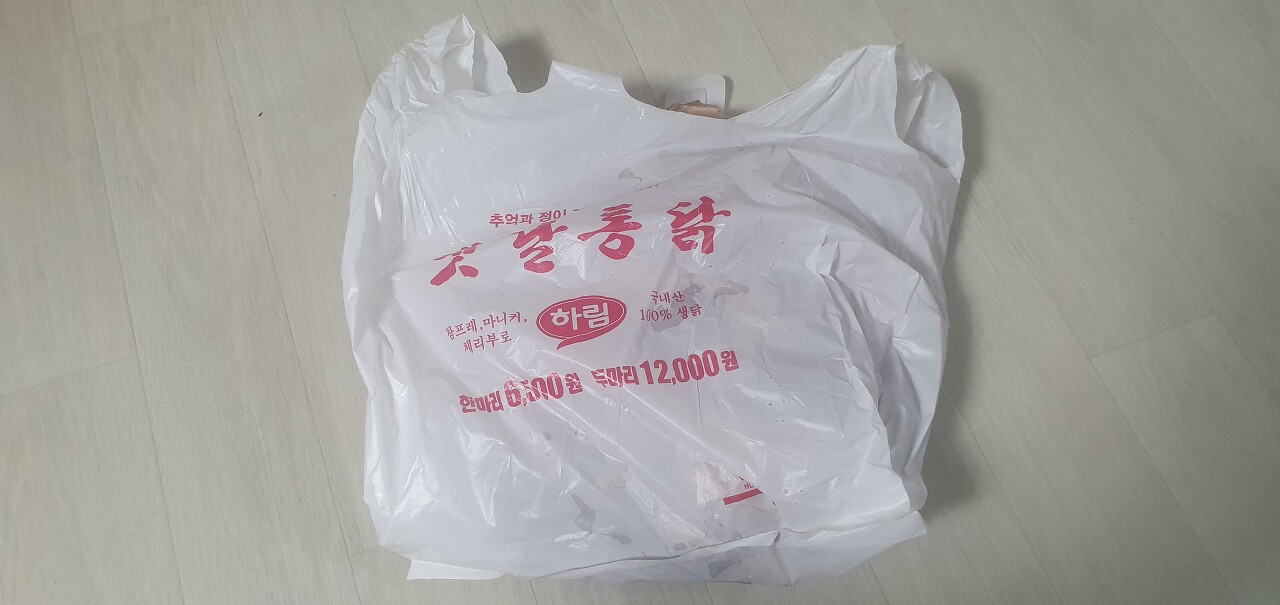 추억과 정이
옛날통닭
참프레,마니커,
체리부로
하림
국내산
100% 생닭
한마리 6,500원 두마리 12,000원